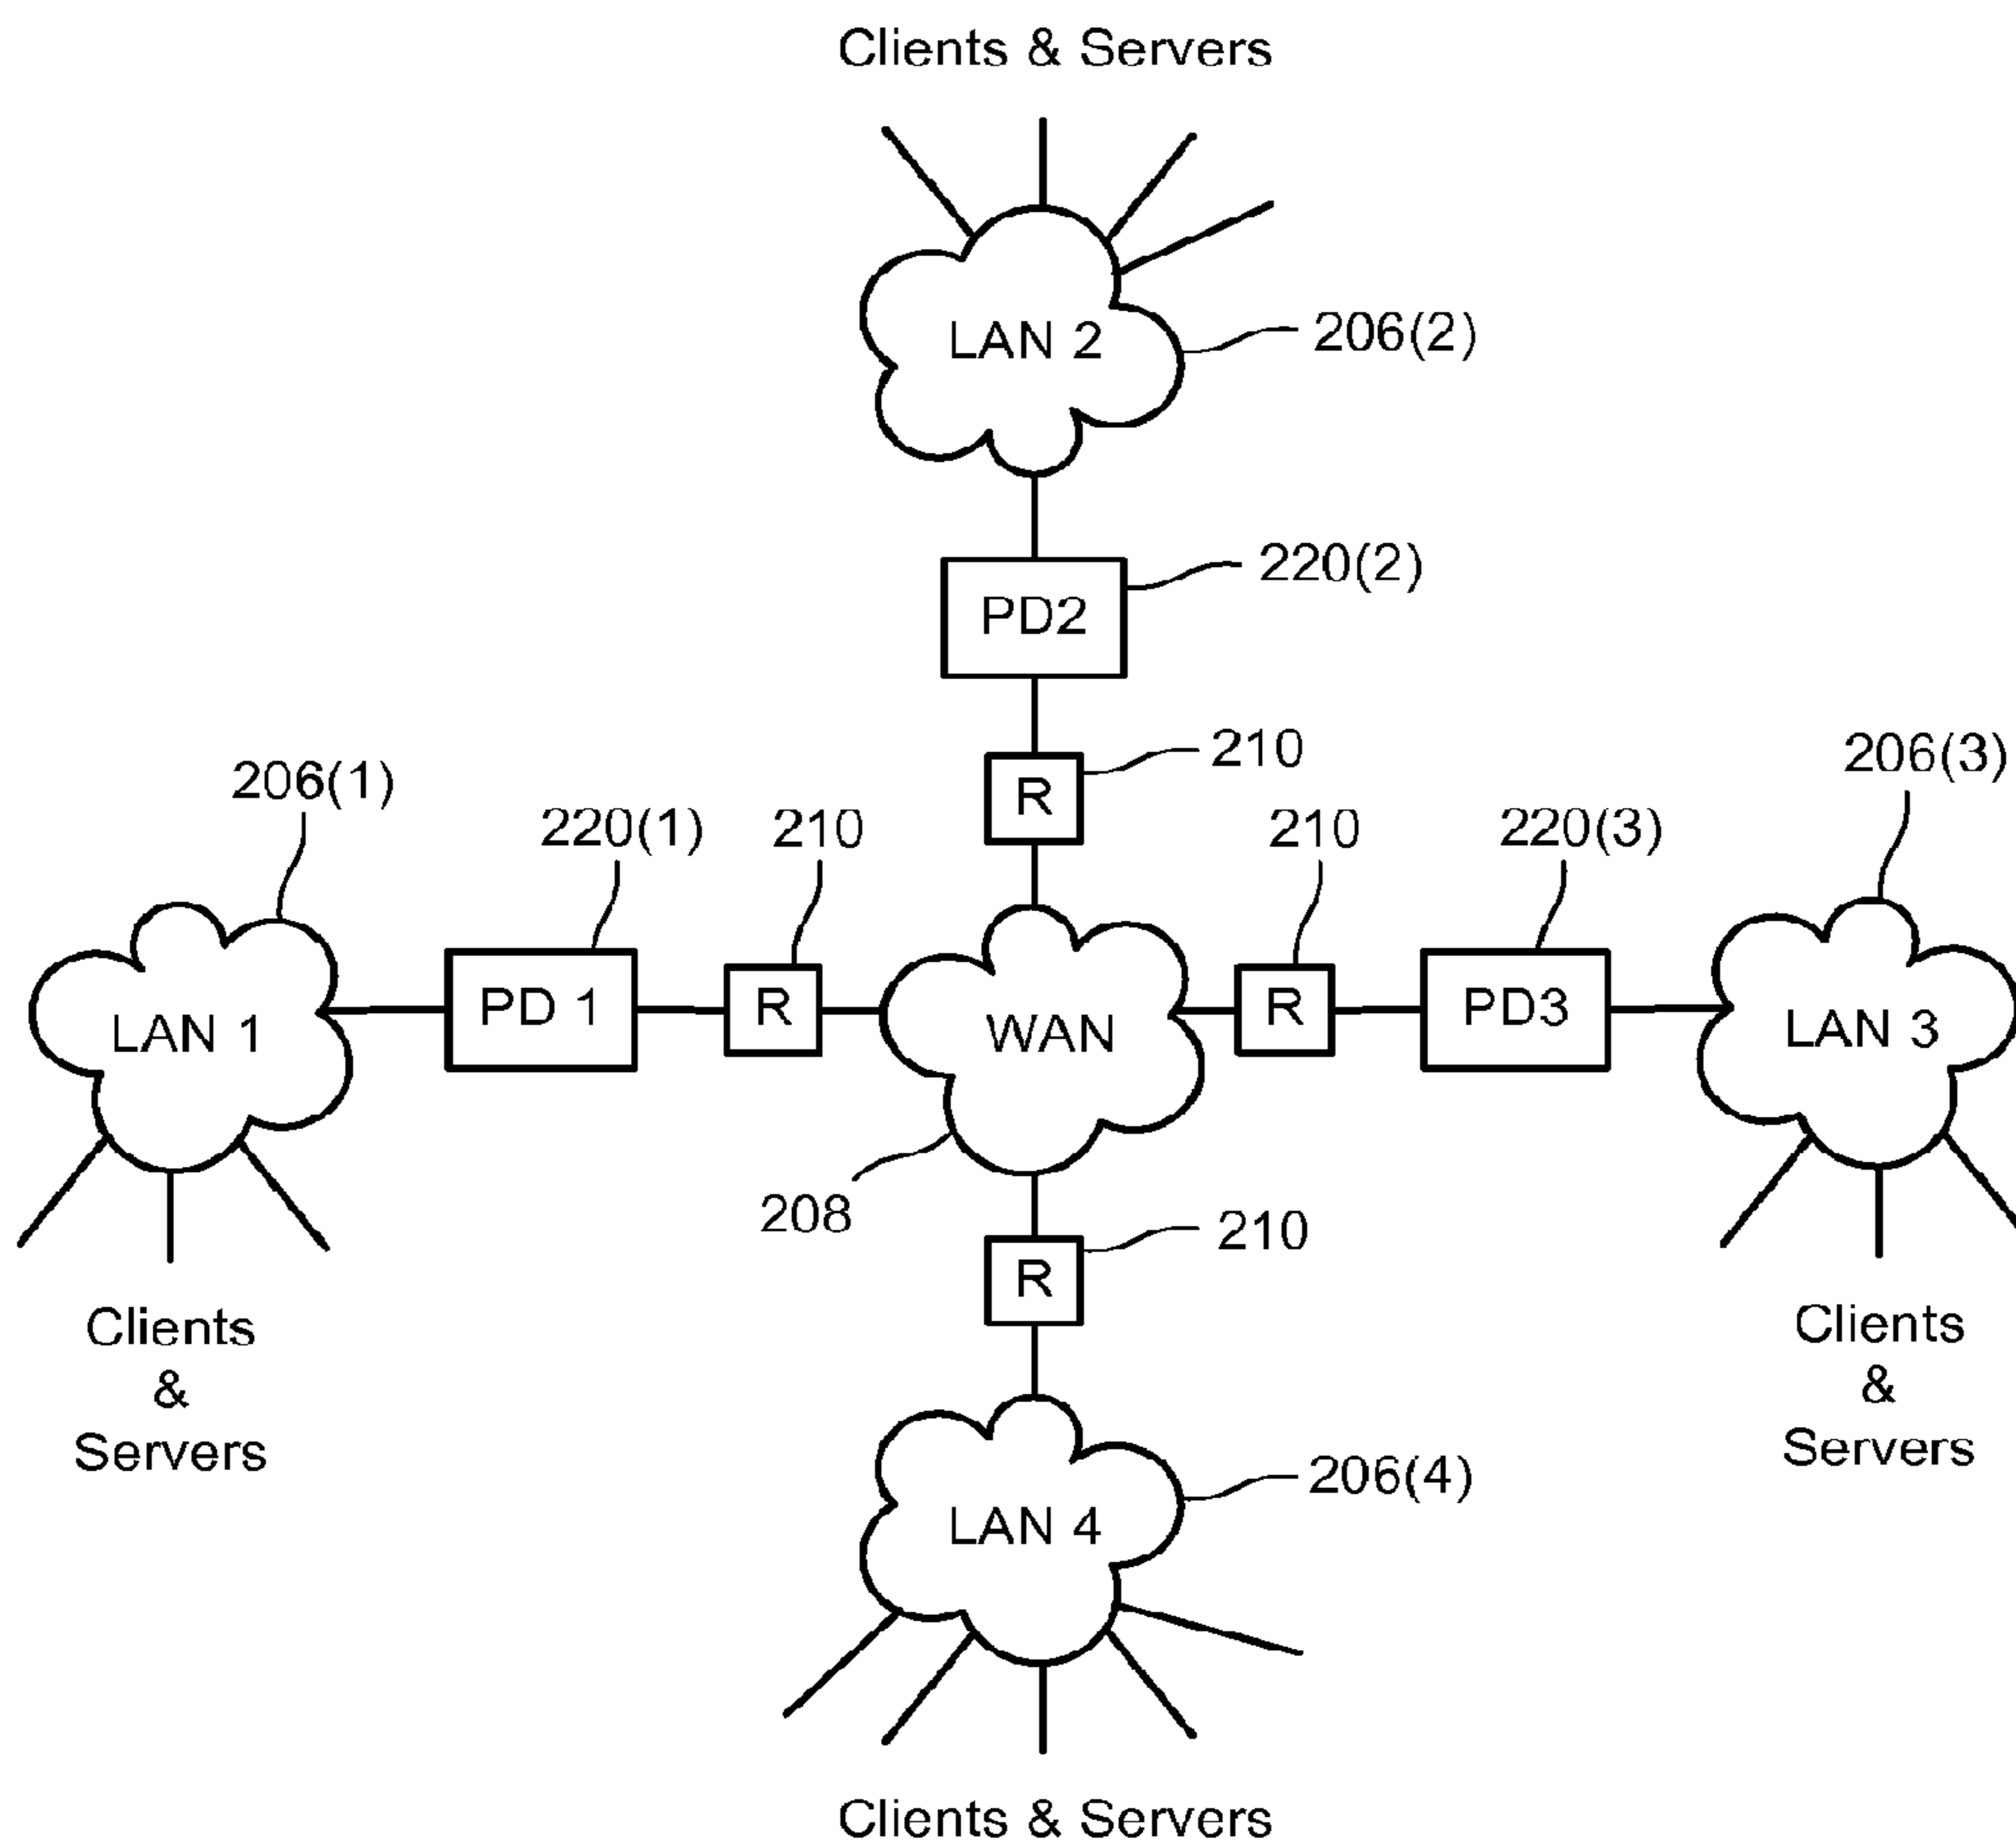 Clients & Servers
LAN 2
206(2)
220(2)
PD2
210
R
206(1)
220(1)
210
210
220(3)
206(3)
LAN 1
PD 1
R
WAN
R
PD3
LAN 3
208
210
R
Clients
&
Servers
Clients
&
Servers
206(4)
LAN 4
Clients & Servers